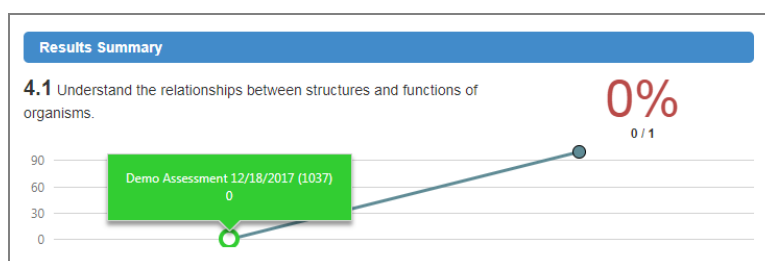 Results Summary
4.1 Understand the relationships between structures and functions of
organisms.
0%
0 / 1
90
60
30
0
Demo Assessment 12/18/2017 (1037)
0